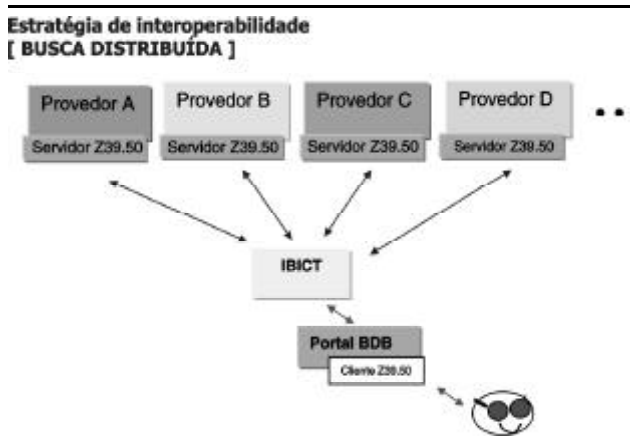 Estratégia de interoperabilidade
[ BUSCA DISTRIBUÍDA ]
Provedor A
Provedor B
Provedor C
Provedor D
Servidor Z39.50
Servidor Z39.50
Servidor Z39.50
Servidor Z39.50
IBICT
Portal BDB
Cliente Z39.50